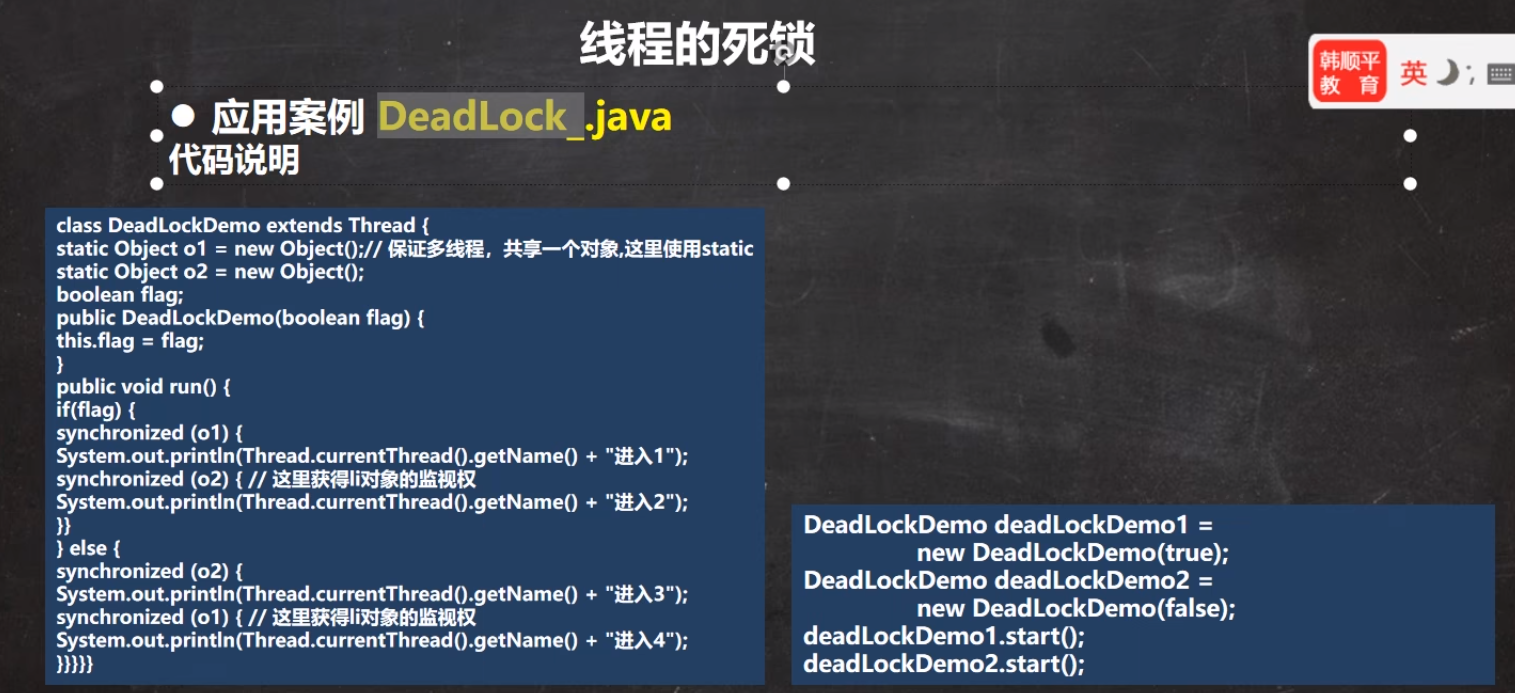 线程的死锁
韩顺平
教 育
英
● 应用案例 DeadLock_.java
代码说明
class DeadLockDemo extends Thread {
static Object o1 = new Object();// 保证多线程，共享一个对象,这里使用static
static Object o2 = new Object();
boolean flag;
public DeadLockDemo(boolean flag) {
this.flag = flag;
}
public void run() {
if(flag) {
synchronized (o1) {
System.out.println(Thread.currentThread().getName() + "进入1");
synchronized (o2) { // 这里获得li对象的监视权
System.out.println(Thread.currentThread().getName() + "进入2");
}}
} else {
synchronized (o2) {
System.out.println(Thread.currentThread().getName() + "进入3");
synchronized (o1) { // 这里获得li对象的监视权
System.out.println(Thread.currentThread().getName() + "进入4");
}}}}}
DeadLockDemo deadLockDemo1 =
new DeadLockDemo(true);
DeadLockDemo deadLockDemo2 =
new DeadLockDemo(false);
deadLockDemo1.start();
deadLockDemo2.start();